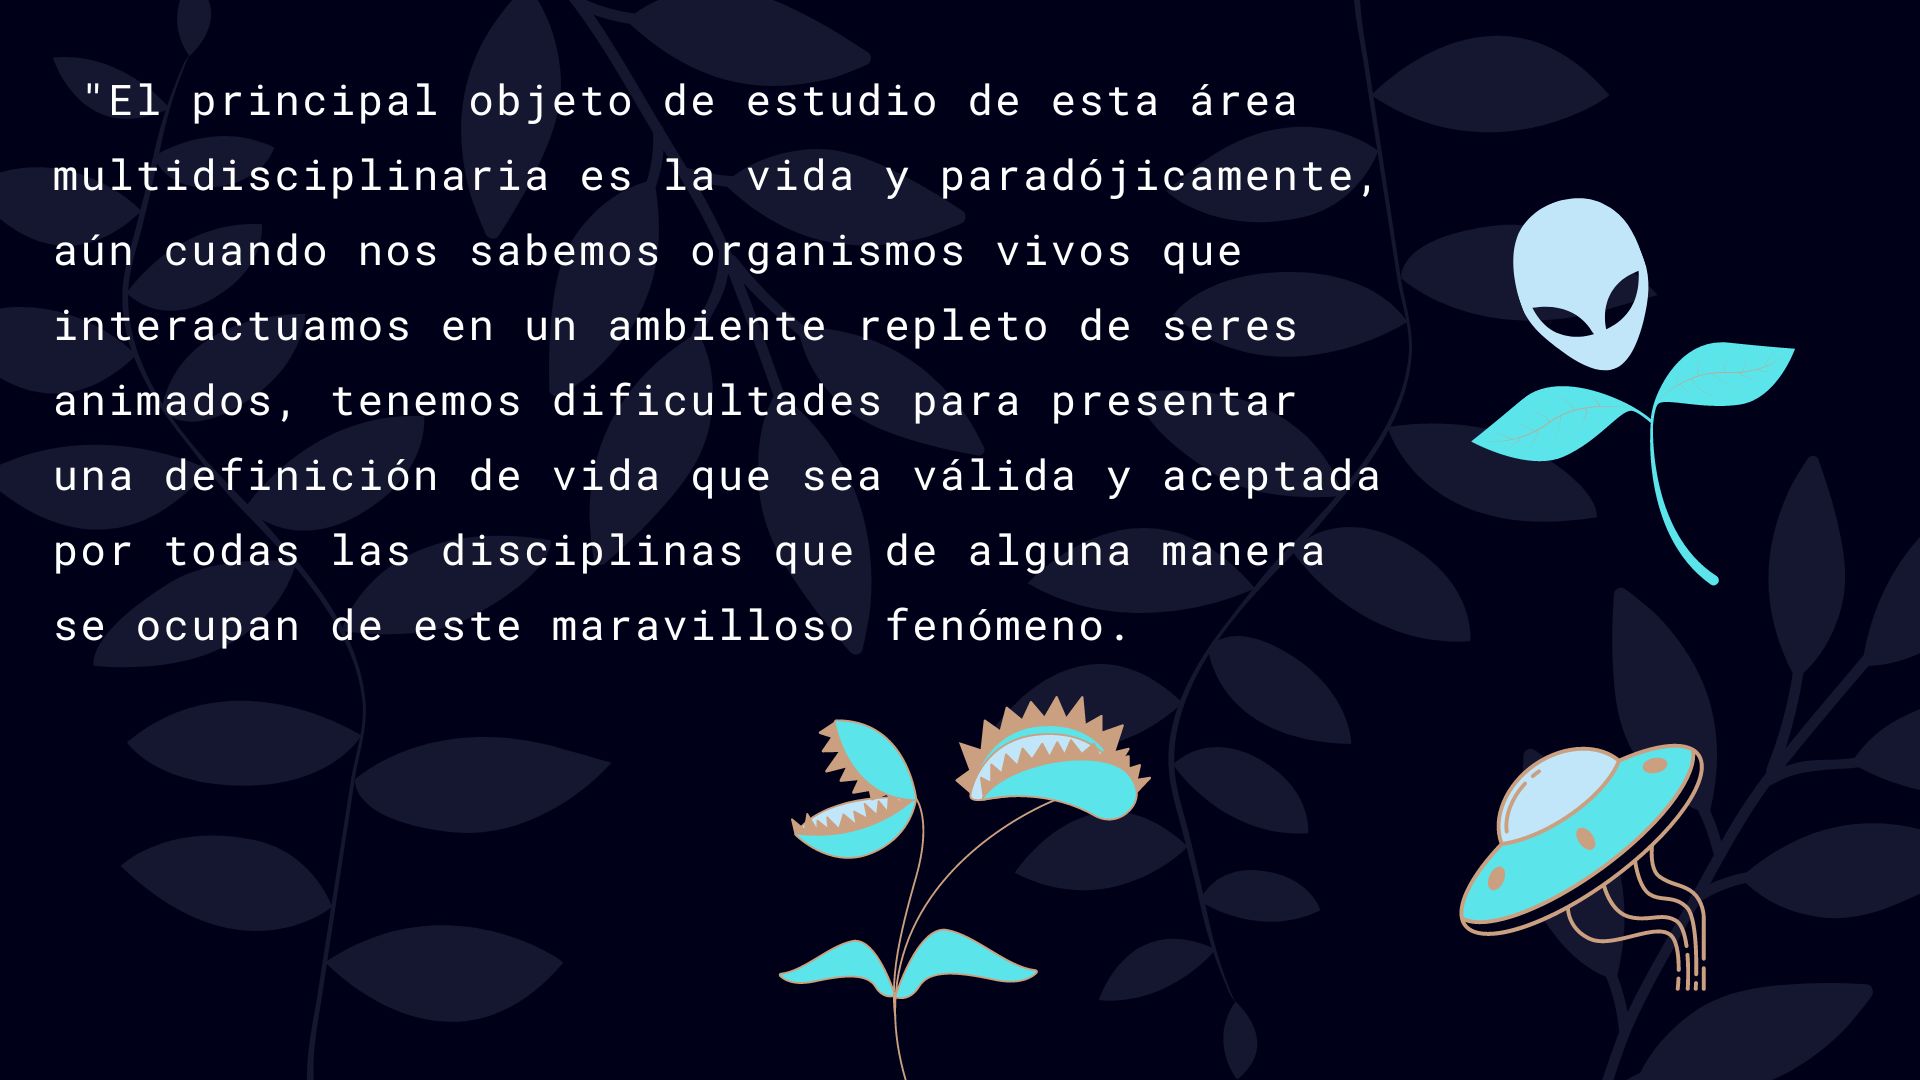 "El principal objeto de estudio de esta área
multidisciplinaria es la vida y paradójicamente,
aún cuando nos sabemos organismos vivos que
interactuamos en un ambiente repleto de seres
animados, tenemos dificultades para presentar
una definición de vida que sea válida y aceptada
por todas las disciplinas que de alguna manera
se ocupan de este maravilloso fenómeno.